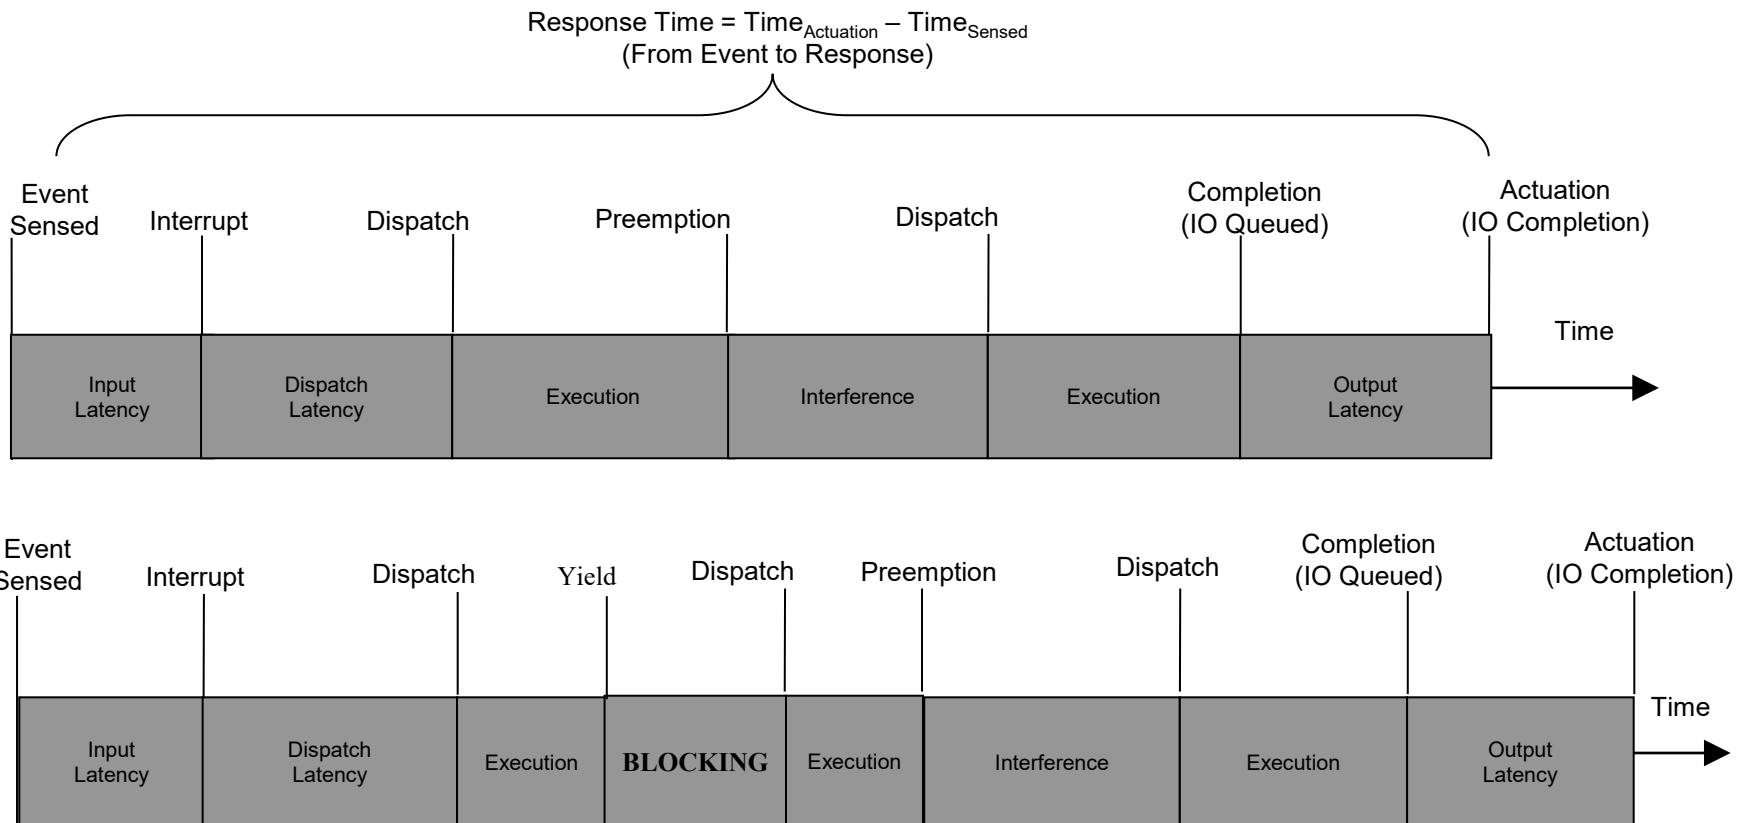 Response Time = TimeActuation – TimeSensed
(From Event to Response)
Event
Sensed
Interrupt
Dispatch
Preemption
Dispatch
Completion
(IO Queued)
Actuation
(IO Completion)
Time
Input
Latency
Dispatch
Latency
Execution
Interference
Execution
Output
Latency
Event
Sensed
Interrupt
Dispatch
Yield
Dispatch
Preemption
Dispatch
Completion
(IO Queued)
Actuation
(IO Completion)
Time
Input
Latency
Dispatch
Latency
Execution
BLOCKING
Execution
Interference
Execution
Output
Latency